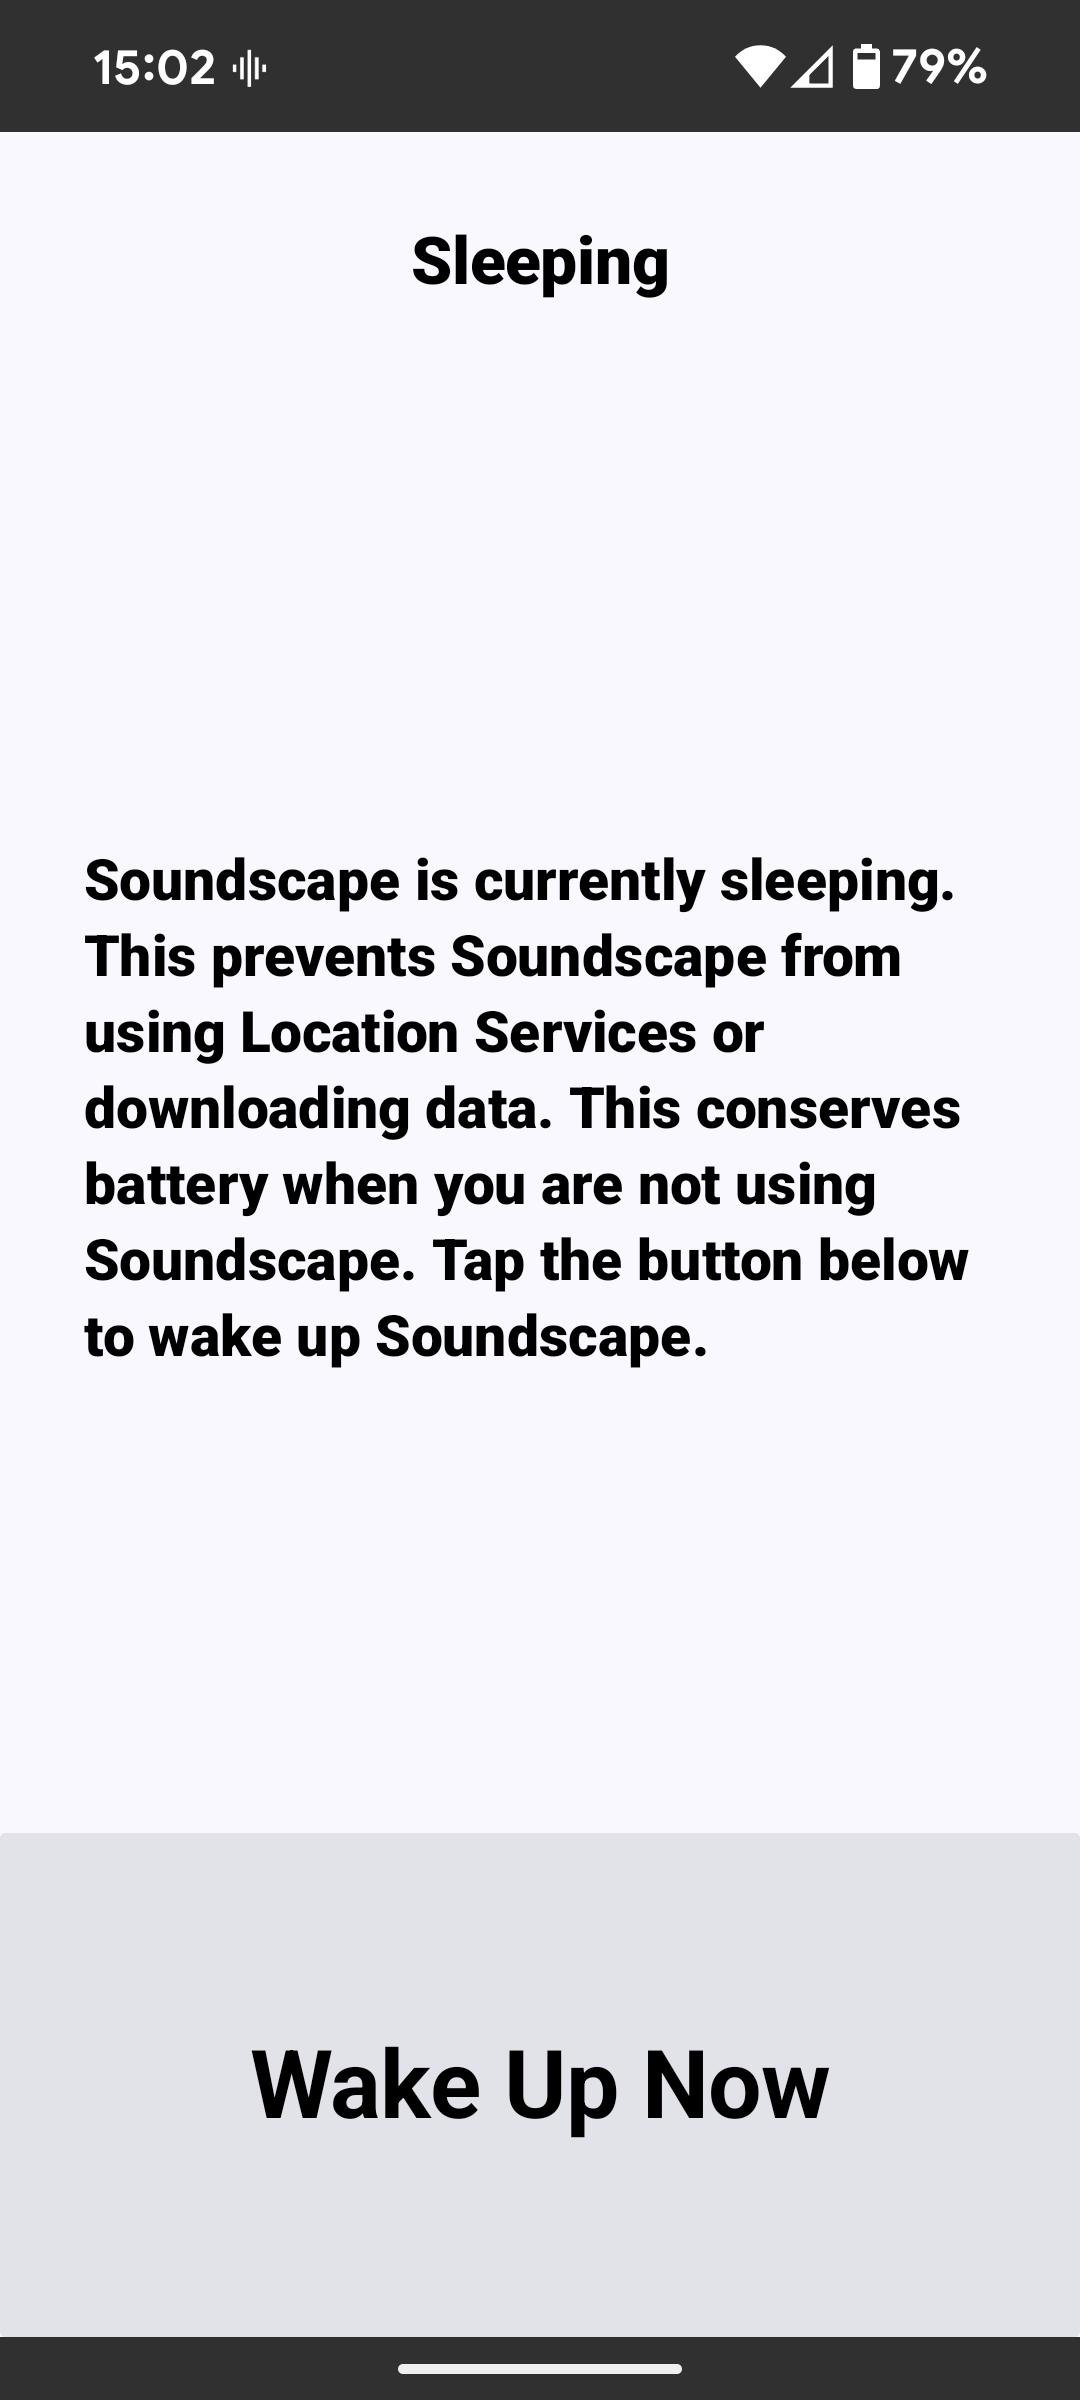 15:02
79%
Sleeping
Soundscape is currently sleeping.
This prevents Soundscape from
using Location Services or
downloading data. This conserves
battery when you are not using
Soundscape. Tap the button below
to wake up Soundscape.
Wake Up Now